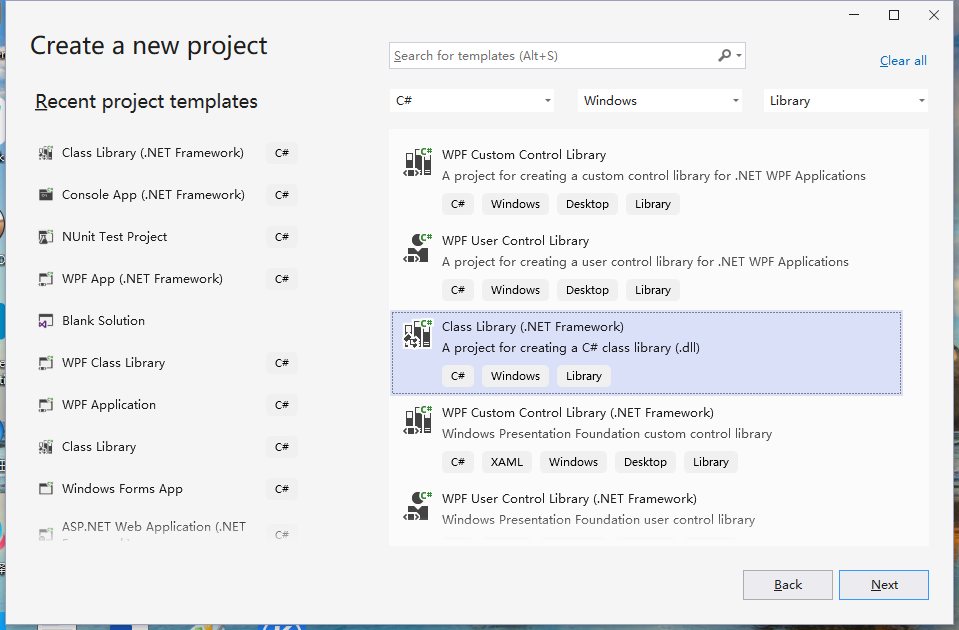 Create a new project
Search for templates (Alt+S)
Clear all
Recent project templates
C#
Windows
Library
Class Library (.NET Framework)
C#
Console App (.NET Framework)
C#
NUnit Test Project
C#
WPF App (.NET Framework)
C#
Blank Solution
WPF Class Library
C#
WPF Application
C#
Class Library
C#
Windows Forms App
C#
ASP.NET Web Application (.NET
C#
WPF Custom Control Library
A project for creating a custom control library for .NET WPF Applications
C# Windows Desktop Library
WPF User Control Library
A project for creating a user control library for .NET WPF Applications
C# Windows Desktop Library
Class Library (.NET Framework)
A project for creating a C# class library (.dll)
C# Windows Library
WPF Custom Control Library (.NET Framework)
Windows Presentation Foundation custom control library
C# XAML Windows Desktop Library
WPF User Control Library (.NET Framework)
Windows Presentation Foundation user control library
Back
Next